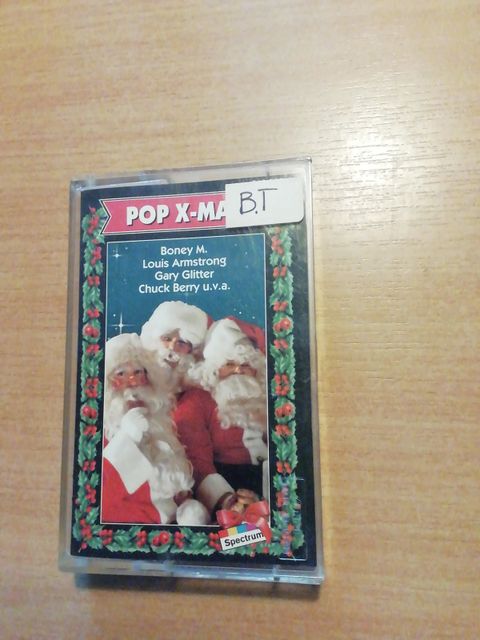 POP X-MA
B.T
Boney M.
Louis Armstrong
Gary Glitter
Chuck Berry u.v.a.
Spectrum